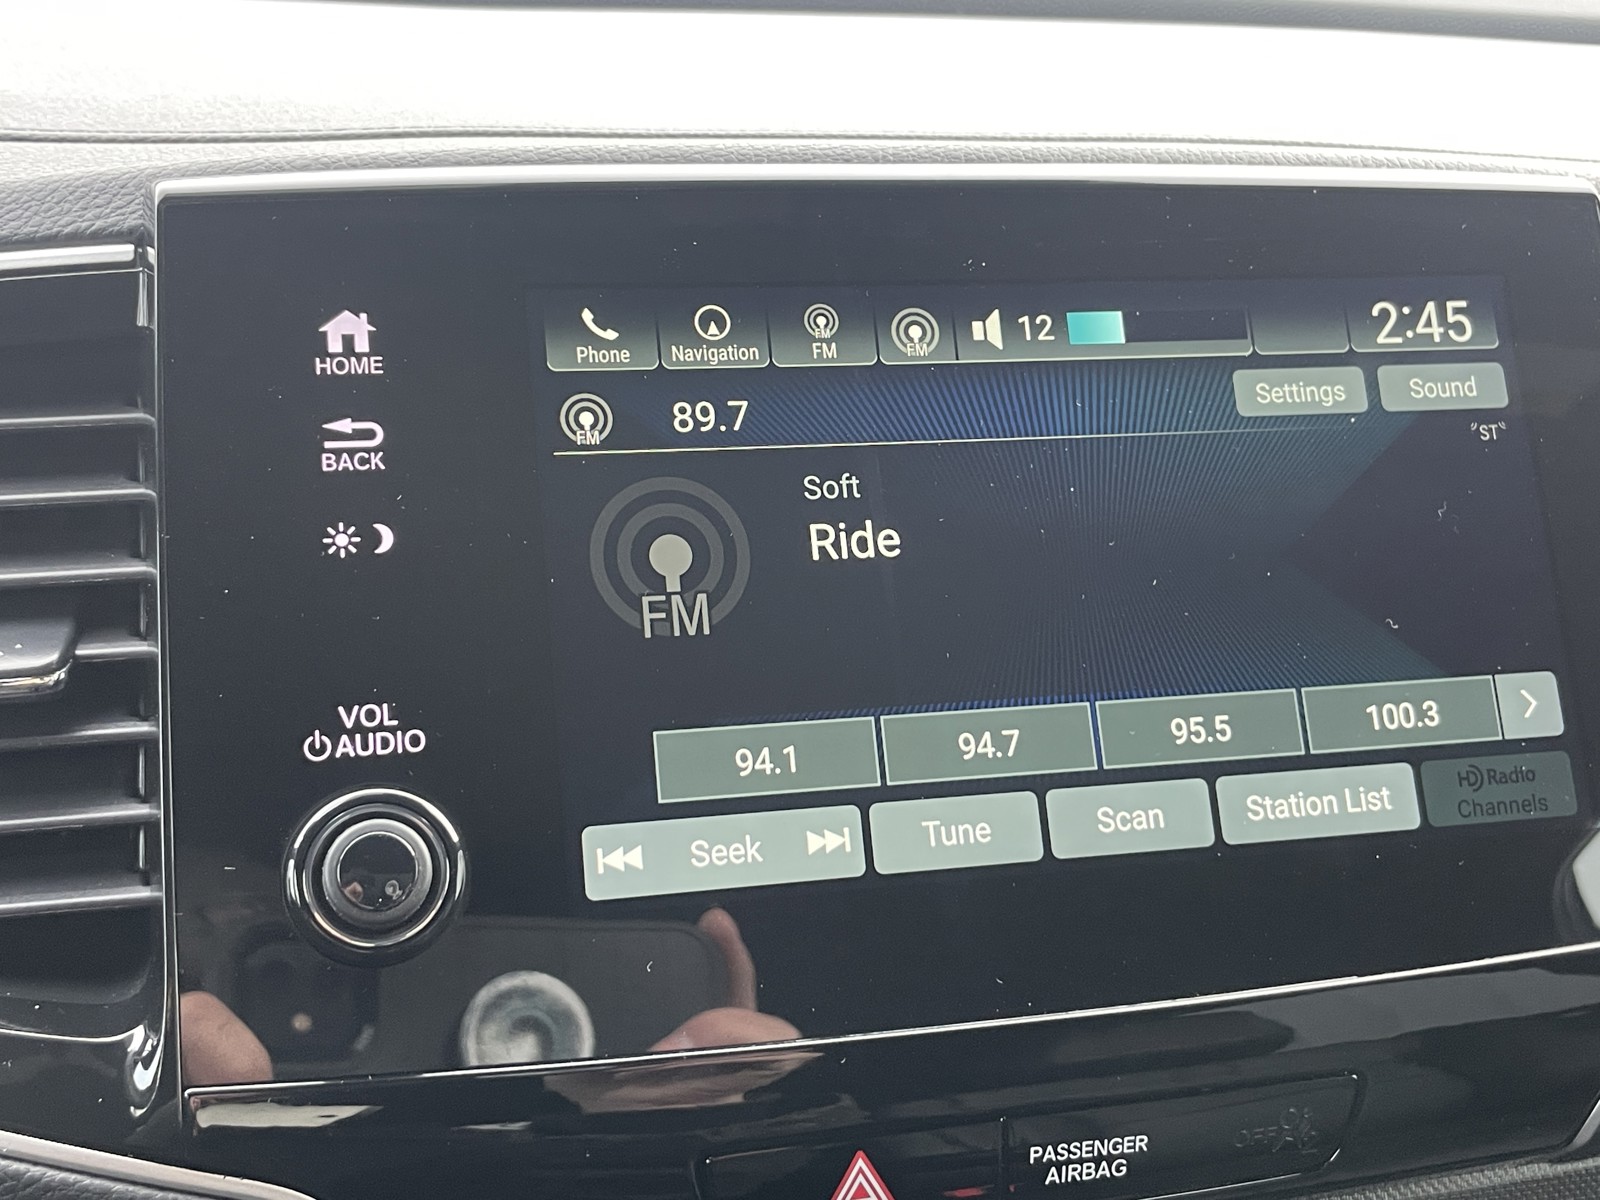 HOME
BACK
VOL
AUDIO
Phone
Navigation
FM
FM
FM
12
2:45
FM
89.7
Settings
Sound
"ST"
Soft
Ride
FM
94.1
94.7
95.5
100.3
Seek
Tune
Scan
Station List
HD Radio
Channels
PASSENGER
AIRBAG
OFF